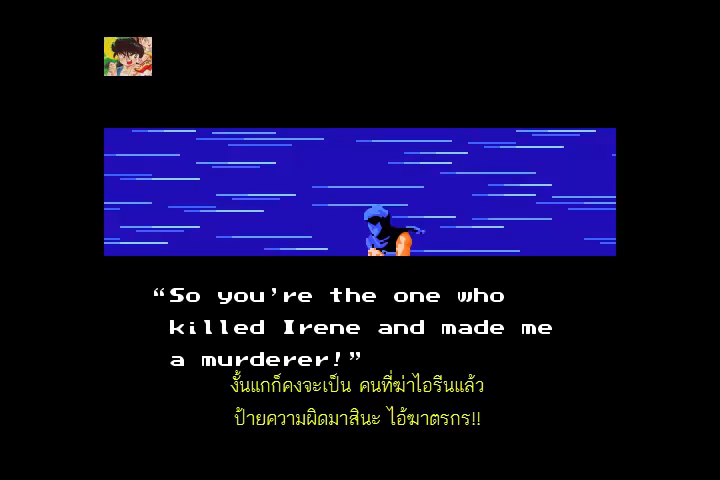 “So you’re the one who
killed Irene and made me
a murderer!”
งั้นแกก็คงจะเป็น คนที่ฆ่าไอรีนแล้ว
ป้ายความผิดมาสินะ ไอ้ฆาตรกร!!